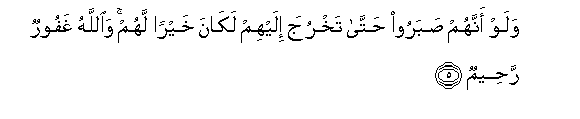 وَلَوْ أَنَّهُمْ صَبَرُوا۟ حَتَّىٰ تَخْرُجَ إِلَيْهِمْ لَكَانَ خَيْرًا لَّهُمْ ۚ وَٱللَّهُ غَفُورٌ
رَّحِيمٌ ۝٥